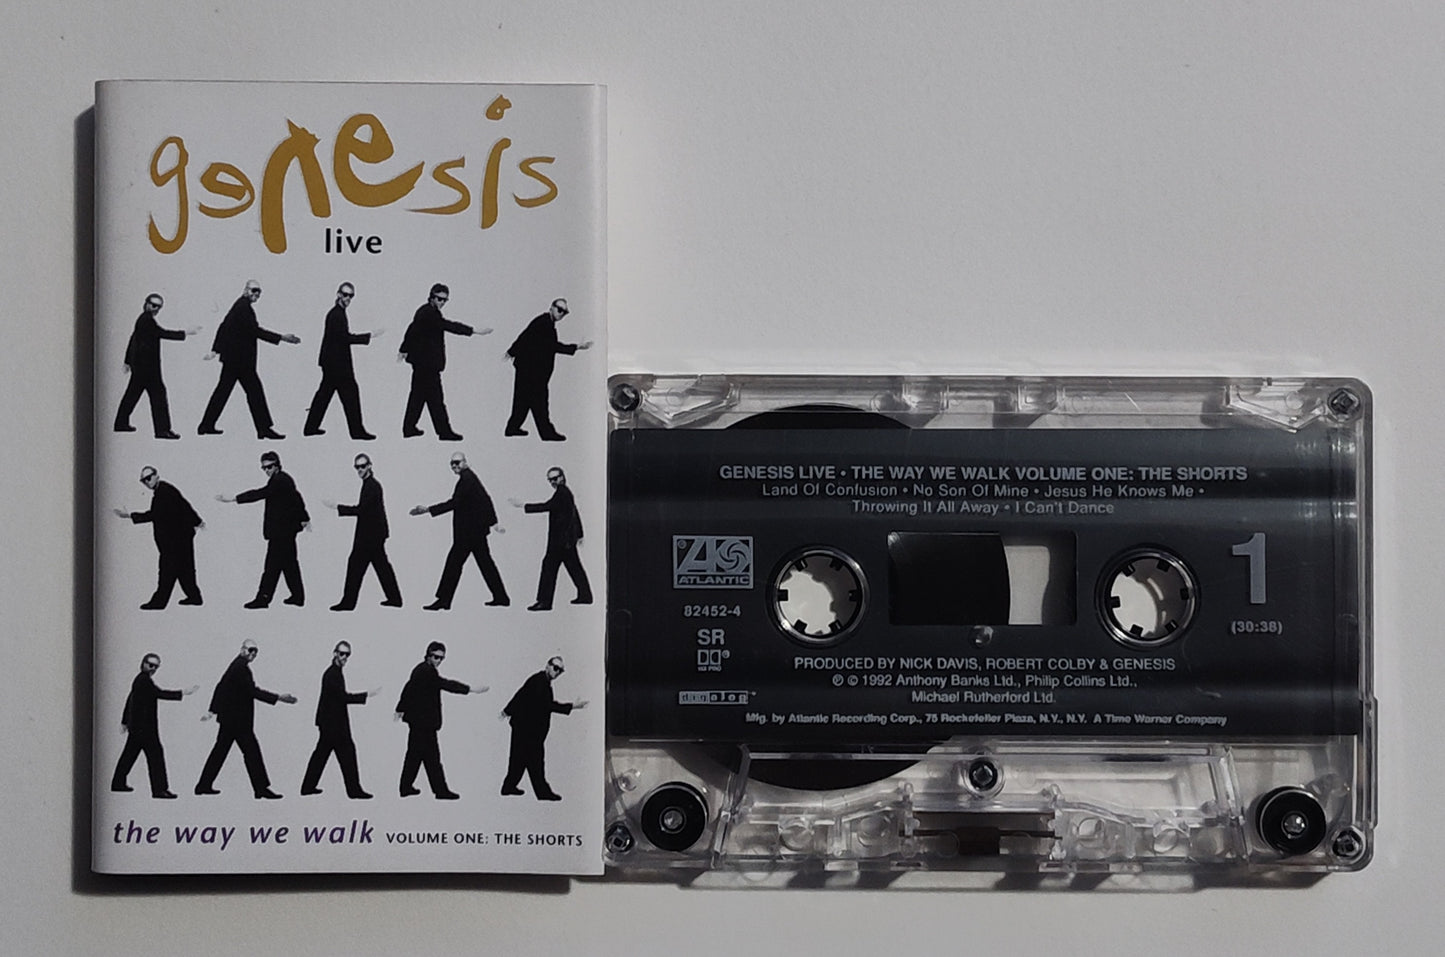 genesis
live
the way we walk VOLUME ONE: THE SHORTS
GENESIS LIVE • THE WAY WE WALK VOLUME ONE: THE SHORTS
Land Of Confusion • No Son Of Mine • Jesus He Knows Me •
Throwing It All Away • I Can't Dance
ATLANTIC
1
82452-4
(30:38)
SR
HX PRO
digalog
PRODUCED BY NICK DAVIS, ROBERT COLBY & GENESIS
℗ © 1992 Anthony Banks Ltd., Philip Collins Ltd.,
Michael Rutherford Ltd.
Mfg. by Atlantic Recording Corp., 75 Rockefeller Plaza, N.Y., N.Y. A Time Warner Company